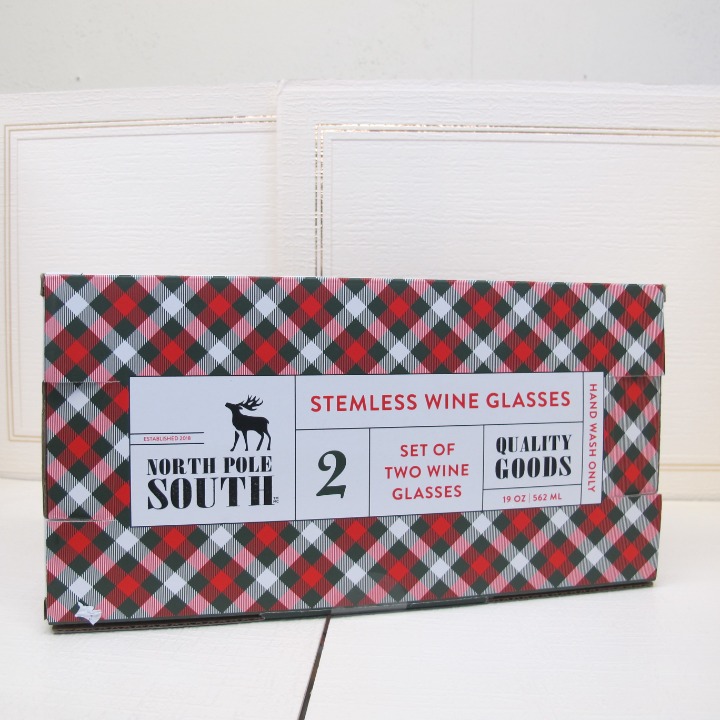 ESTABLISHED 2018
NORTH POLE
SOUTH
STEMLESS WINE GLASSES
2
SET OF
TWO WINE
GLASSES
QUALITY
GOODS
19 OZ | 562 ML
HAND WASH ONLY